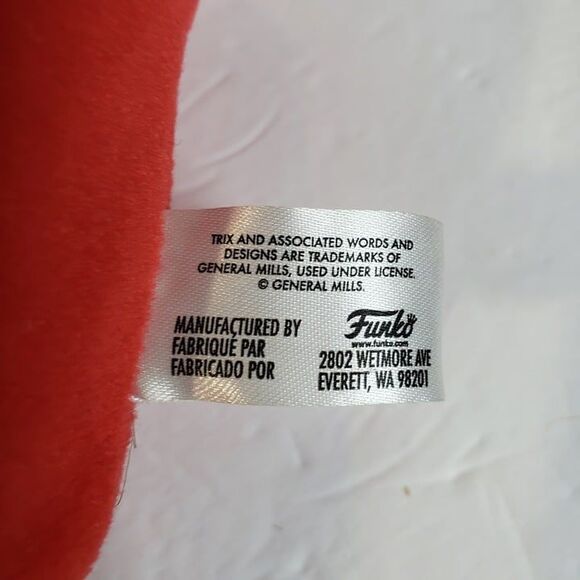 TRIX AND ASSOCIATED WORDS AND
DESIGNS ARE TRADEMARKS OF
GENERAL MILLS, USED UNDER LICENSE.
© GENERAL MILLS.
MANUFACTURED BY
FABRIQUÉ PAR
FABRICADO POR
Funko
www.funko.com
2802 WETMORE AVE
EVERETT, WA 98201